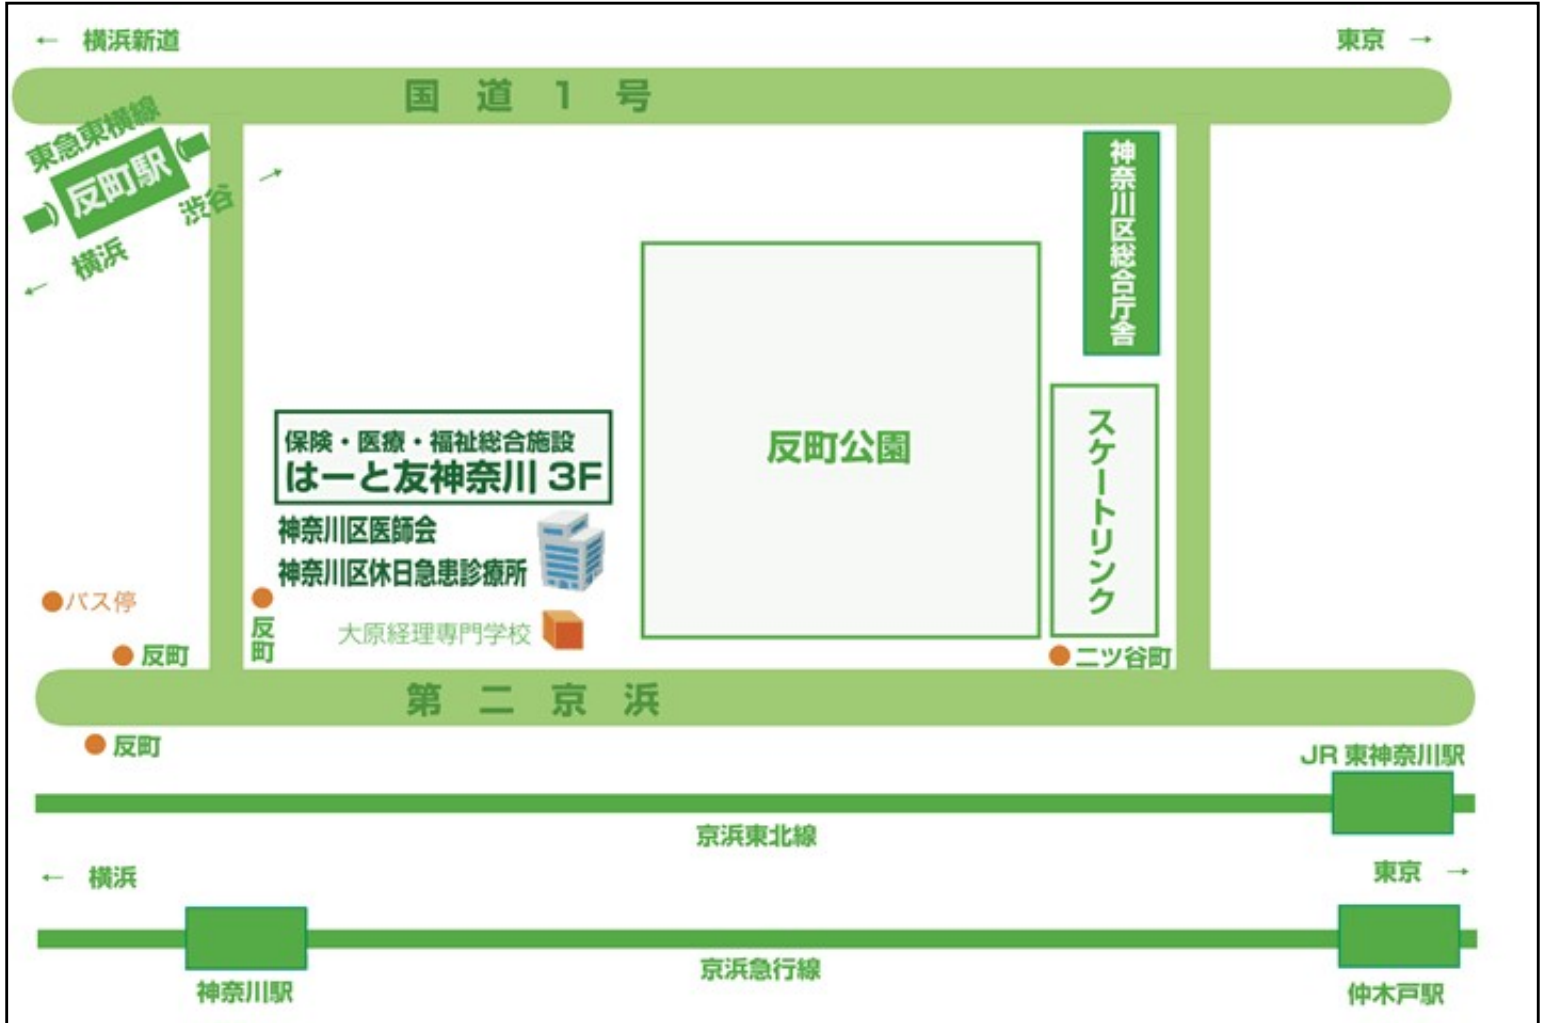 ← 横浜新道
東京 →
国道1号
東急東横線
反町駅
渋谷 →
← 横浜
神奈川区総合庁舎
反町公園
スケートリンク
保険・医療・福祉総合施設
はーと友神奈川 3F
神奈川区医師会
神奈川区休日急患診療所
大原経理専門学校
バス停
反町
反町
二ツ谷町
第二京浜
反町
JR 東神奈川駅
京浜東北線
← 横浜
東京 →
京浜急行線
神奈川駅
仲木戸駅